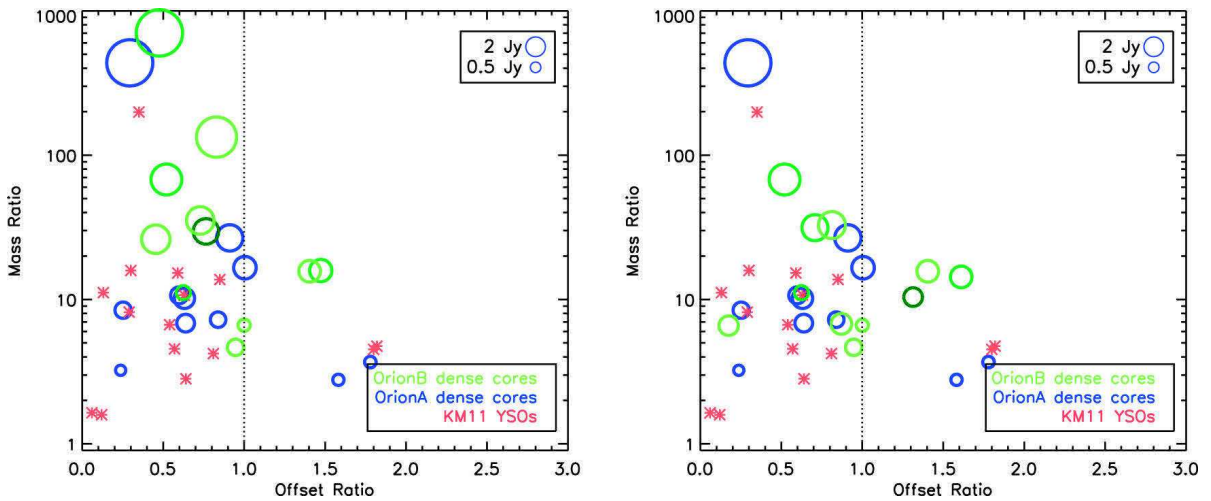 1000
100
10
1
Mass Ratio
0.0 0.5 1.0 1.5 2.0 2.5 3.0
Offset Ratio
2 Jy
0.5 Jy
OrionB dense cores
OrionA dense cores
KM11 YSOs
1000
100
10
1
Mass Ratio
0.0 0.5 1.0 1.5 2.0 2.5 3.0
Offset Ratio
2 Jy
0.5 Jy
OrionB dense cores
OrionA dense cores
KM11 YSOs